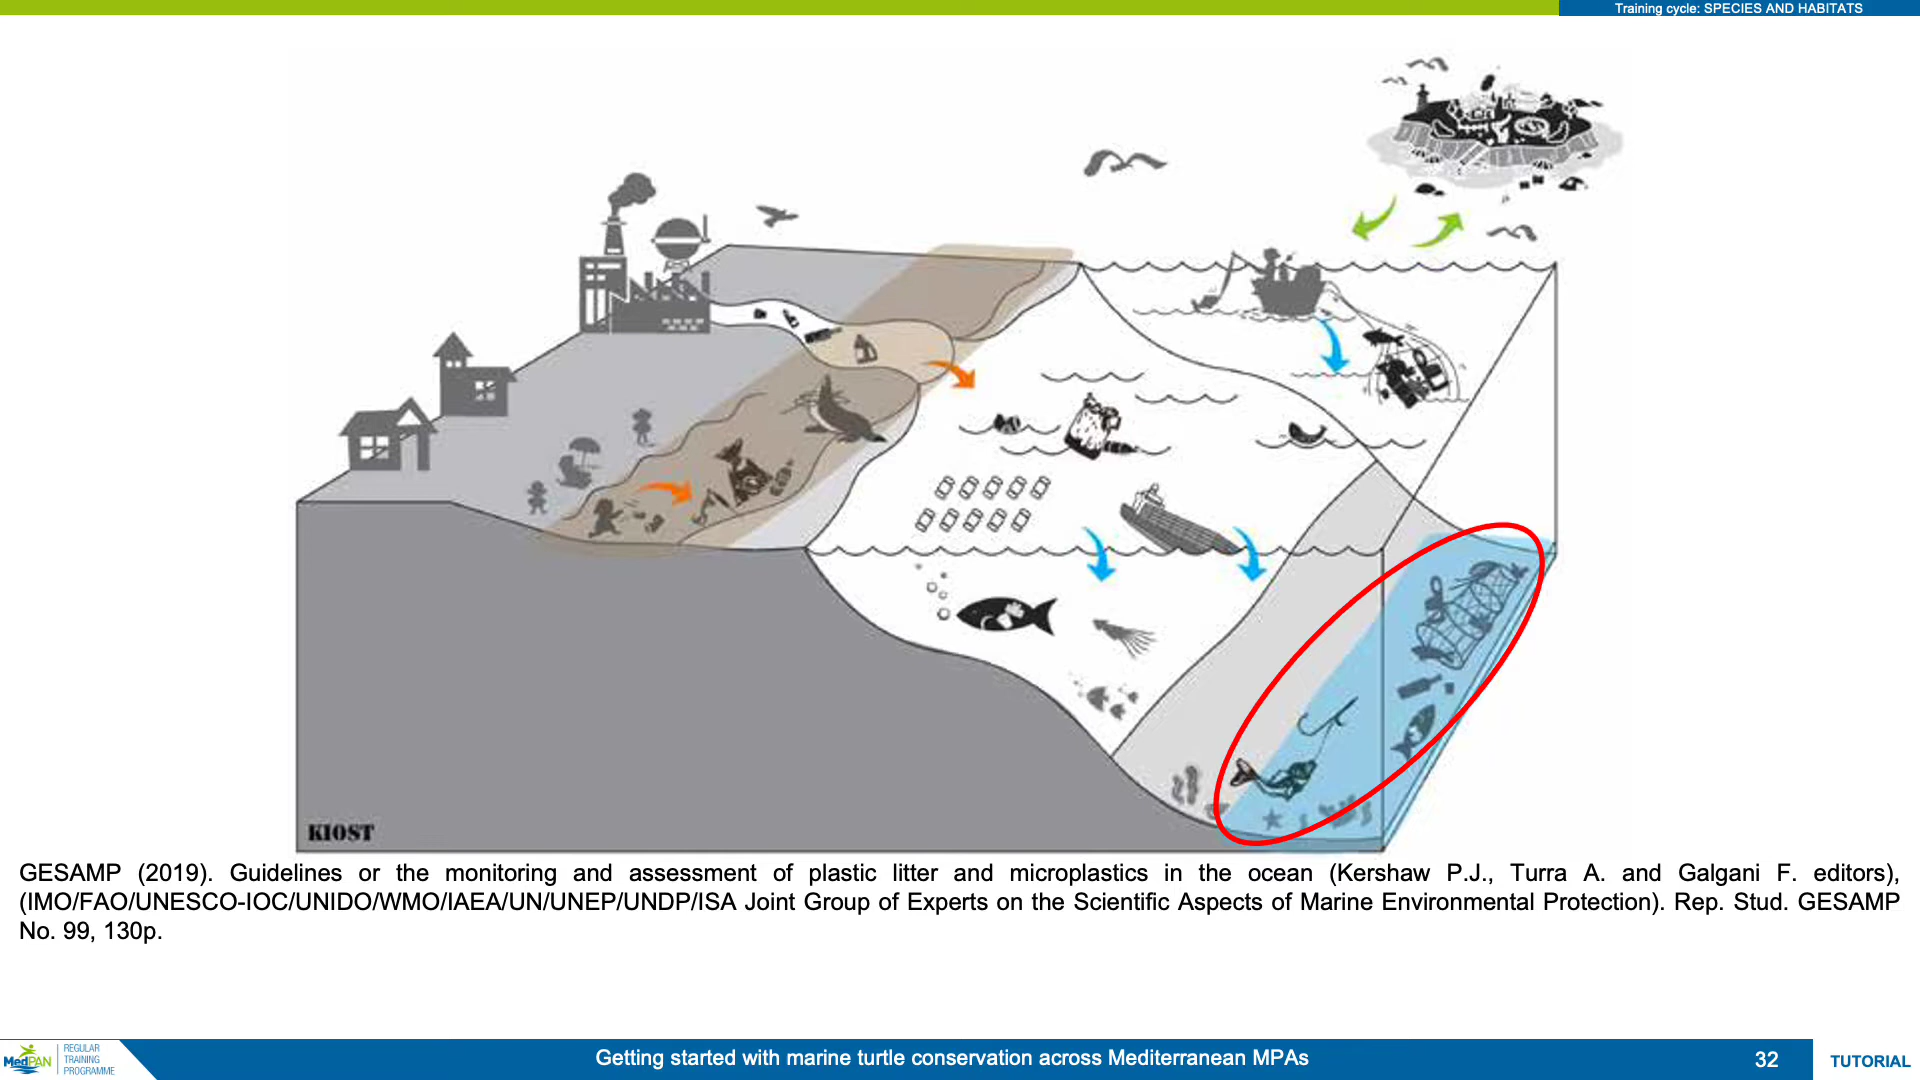 Training cycle: SPECIES AND HABITATS
KIOST
GESAMP (2019). Guidelines or the monitoring and assessment of plastic litter and microplastics in the ocean (Kershaw P.J., Turra A. and Galgani F. editors),
(IMO/FAO/UNESCO-IOC/UNIDO/WMO/IAEA/UN/UNEP/UNDP/ISA Joint Group of Experts on the Scientific Aspects of Marine Environmental Protection). Rep. Stud. GESAMP
No. 99, 130p.
MedPAN
REGULAR
TRAINING
PROGRAMME
Getting started with marine turtle conservation across Mediterranean MPAs
32
TUTORIAL